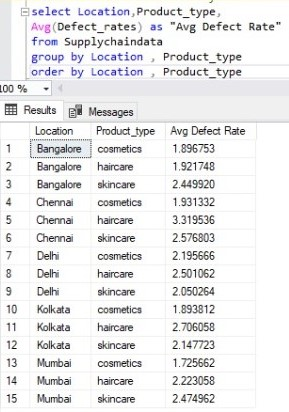 select Location,Product_type,
Avg(Defect_rates) as "Avg Defect Rate"
from Supplychaindata
group by Location , Product_type
order by Location , Product_type
100 %
Results Messages
Location Product_type Avg Defect Rate
1 Bangalore cosmetics 1.896753
2 Bangalore haircare 1.921748
3 Bangalore skincare 2.449920
4 Chennai cosmetics 1.931332
5 Chennai haircare 3.319536
6 Chennai skincare 2.576803
7 Delhi cosmetics 2.195666
8 Delhi haircare 2.501062
9 Delhi skincare 2.050264
10 Kolkata cosmetics 1.893812
11 Kolkata haircare 2.706058
12 Kolkata skincare 2.147723
13 Mumbai cosmetics 1.725662
14 Mumbai haircare 2.223058
15 Mumbai skincare 2.474962